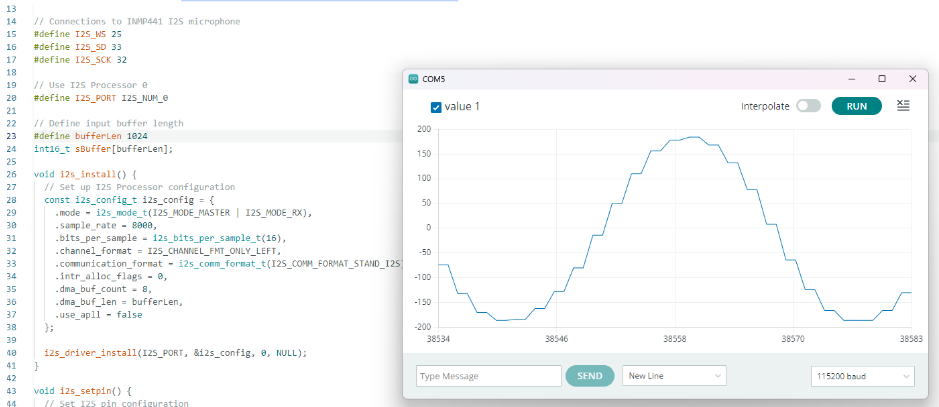 13
14 // Connections to INMP441 I2S microphone
15 #define I2S_WS 25
16 #define I2S_SD 33
17 #define I2S_SCK 32
18
19 // Use I2S Processor 0
20 #define I2S_PORT I2S_NUM_0
21
22 // Define input buffer length
23 #define bufferLen 1024
24 int16_t sBuffer[bufferLen];
25
26 void i2s_install() {
27 // Set up I2S Processor configuration
28 const i2s_config_t i2s_config = {
29 .mode = i2s_mode_t(I2S_MODE_MASTER | I2S_MODE_RX),
30 .sample_rate = 8000,
31 .bits_per_sample = i2s_bits_per_sample_t(16),
32 .channel_format = I2S_CHANNEL_FMT_ONLY_LEFT,
33 .communication_format = i2s_comm_format_t(I2S_COMM_FORMAT_STAND_I2S
34 .intr_alloc_flags = 0,
35 .dma_buf_count = 8,
36 .dma_buf_len = bufferLen,
37 .use_apll = false
38 };
39
40 i2s_driver_install(I2S_PORT, &i2s_config, 0, NULL);
41 }
42
43 void i2s_setpin() {
44 // Set I2S pin configuration
COM5
value 1
Interpolate
RUN
200
150
100
50
0
-50
-100
-150
-200
38534 38546 38558 38570 38583
Type Message
SEND
New Line
115200 baud